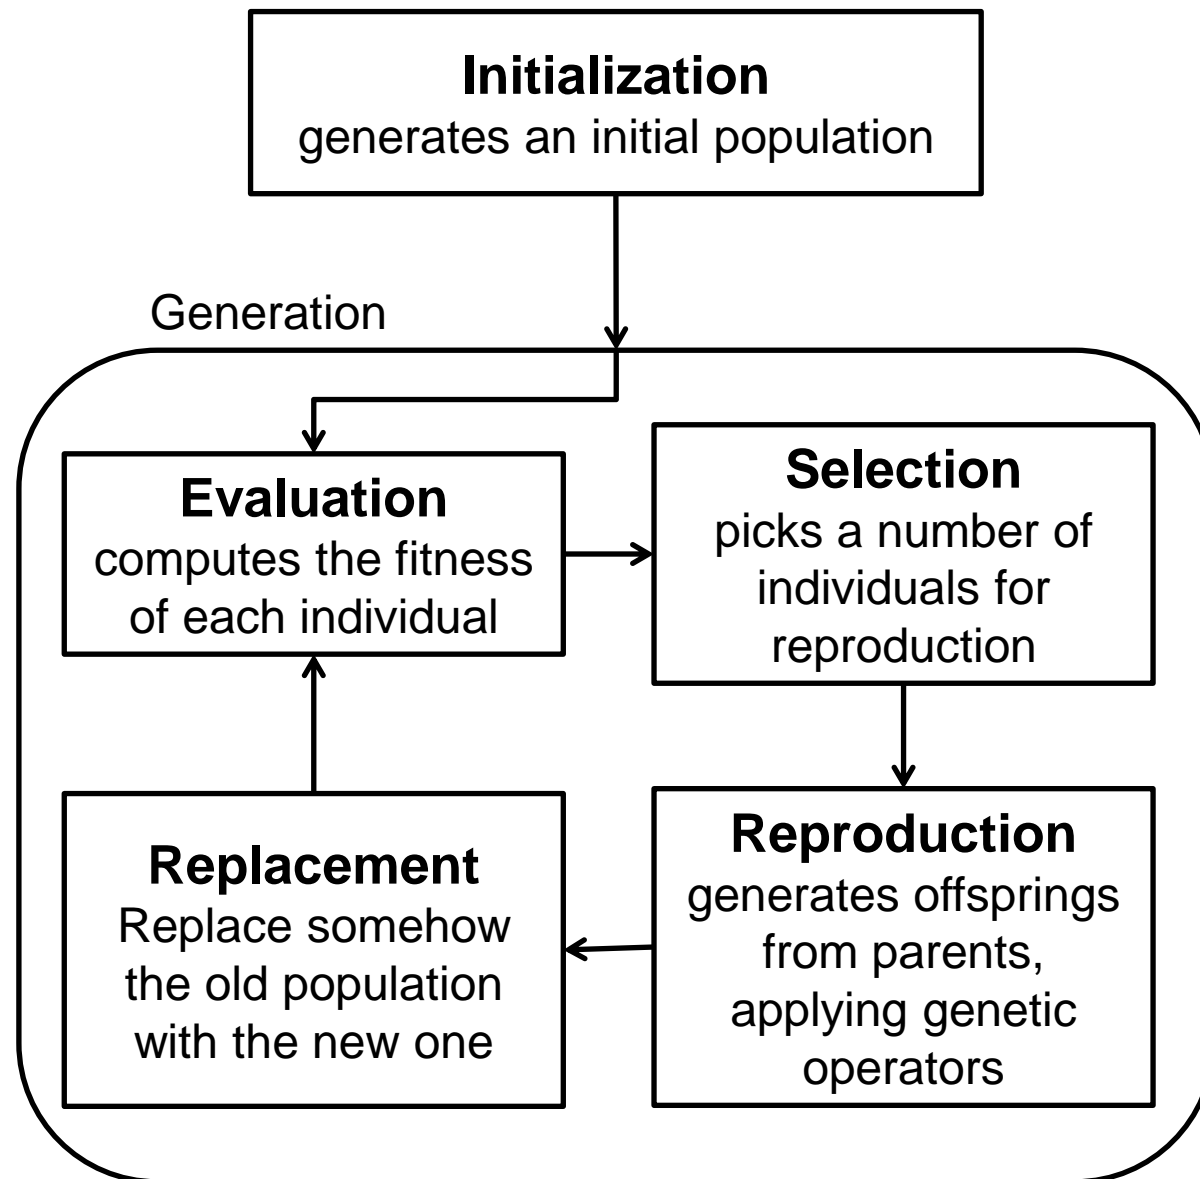 Initialization
generates an initial population
Generation
Evaluation
computes the fitness
of each individual
Selection
picks a number of
individuals for
reproduction
Replacement
Replace somehow
the old population
with the new one
Reproduction
generates offsprings
from parents,
applying genetic
operators